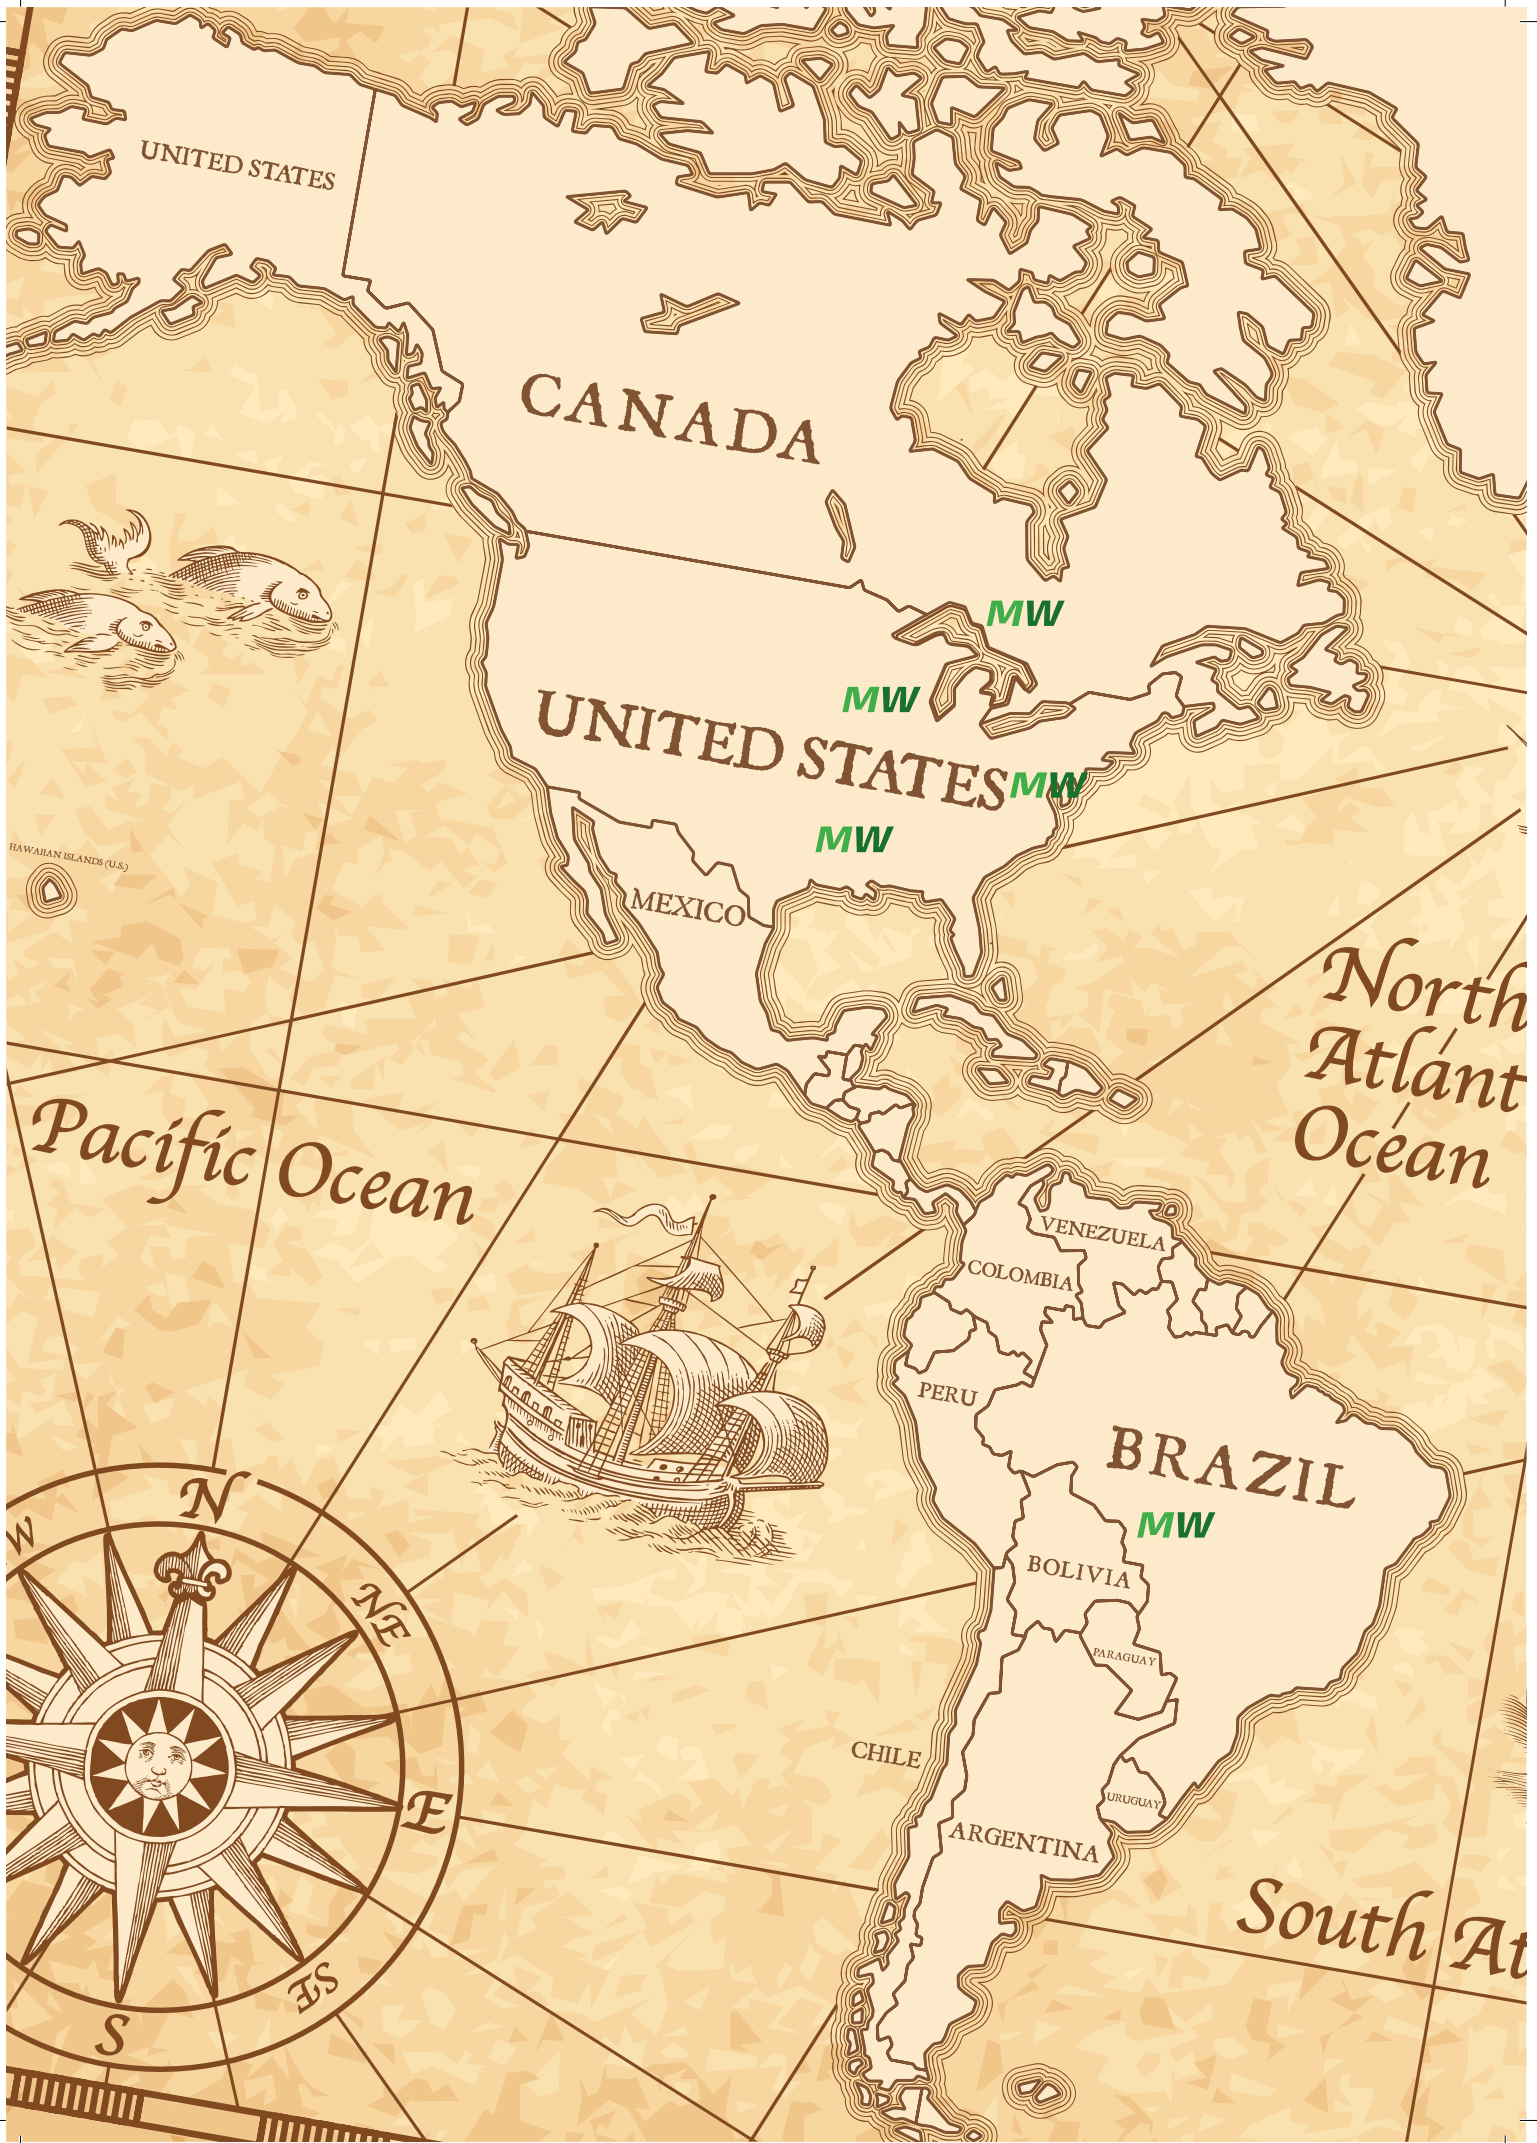 UNITED STATES
CANADA
MW
MW
UNITED STATES
MW
MW
HAWAIIAN ISLANDS (U.S.)
MEXICO
North
Atlant
Ocean
Pacific Ocean
VENEZUELA
COLOMBIA
PERU
BRAZIL
MW
N
W
NE
BOLIVIA
PARAGUAY
CHILE
URUGUAY
E
ARGENTINA
South At
SE
S